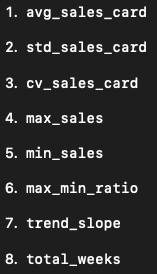 1. avg_sales_card
2. std_sales_card
3. cv_sales_card
4. max_sales
5. min_sales
6. max_min_ratio
7. trend_slope
8. total_weeks